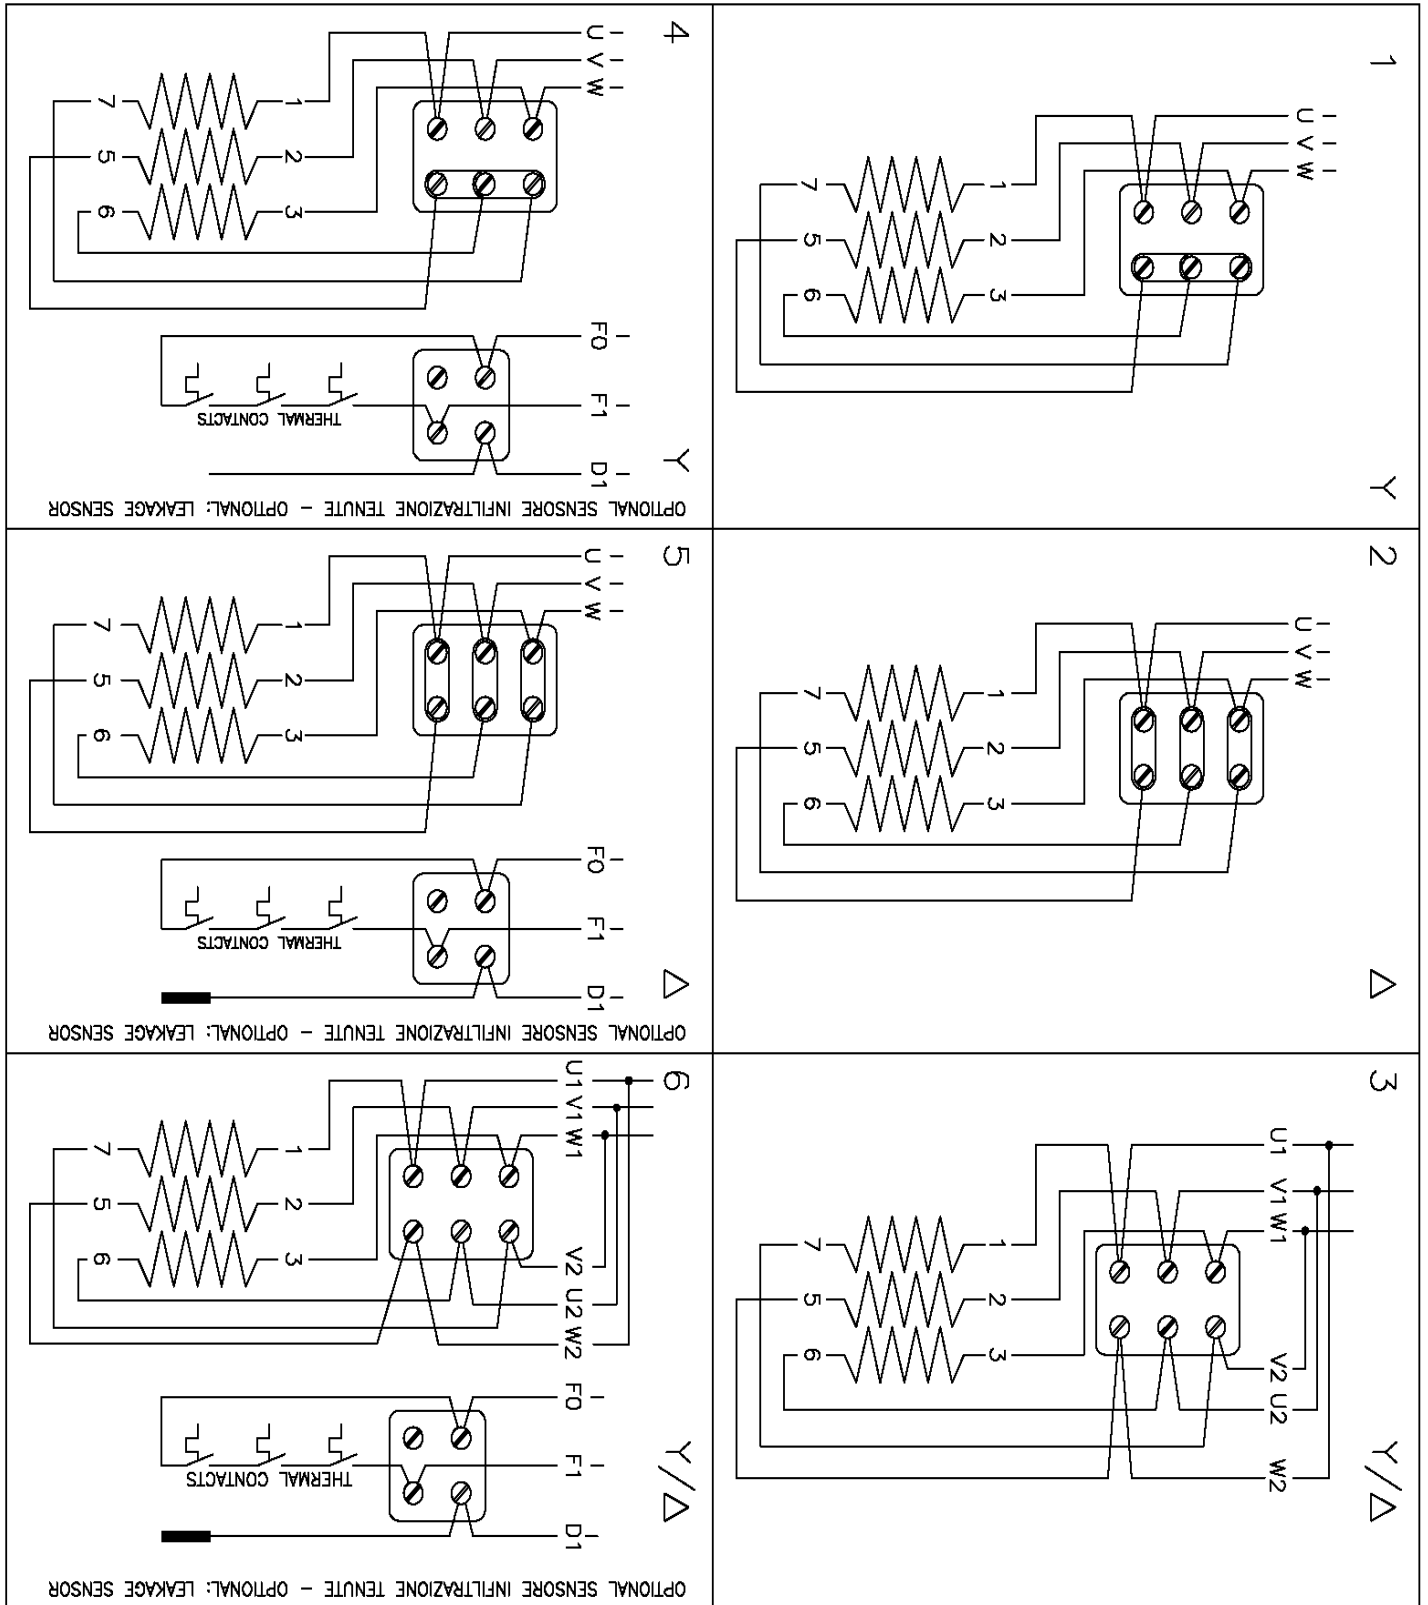 1
U
V
W
7 1
5 2
6 3
Y
2
U
V
W
7 1
5 2
6 3
Δ
3
U1
V1
W1
7 1
5 2
6 3
V2
U2
W2
Y/Δ
4
U
V
W
7 1
5 2
6 3
F0
F1
THERMAL CONTACTS
D1
Y
OPTIONAL SENSORE INFILTRAZIONE TENUTE - OPTIONAL: LEAKAGE SENSOR
5
U
V
W
7 1
5 2
6 3
F0
F1
THERMAL CONTACTS
D1
Δ
OPTIONAL SENSORE INFILTRAZIONE TENUTE - OPTIONAL: LEAKAGE SENSOR
6
U1
V1
W1
7 1
5 2
6 3
V2
U2
W2
F0
F1
THERMAL CONTACTS
D1
Y/Δ
OPTIONAL SENSORE INFILTRAZIONE TENUTE - OPTIONAL: LEAKAGE SENSOR